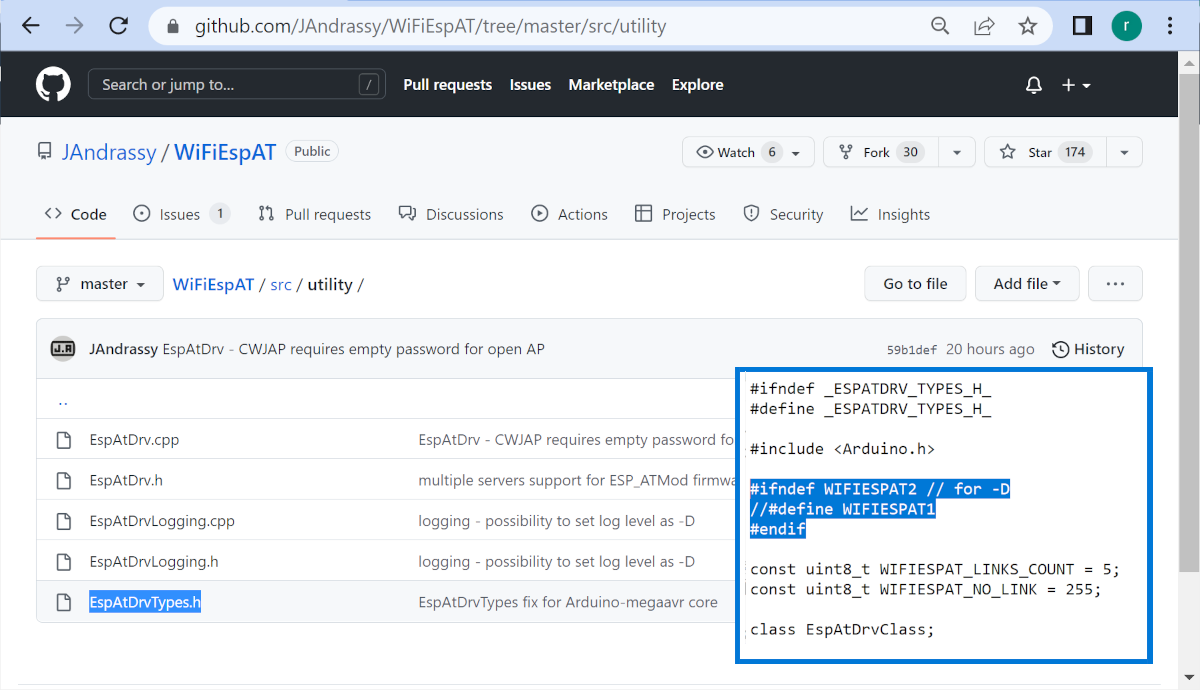 github.com/JAndrassy/WiFiEspAT/tree/master/src/utility
r
Search or jump to... /
Pull requests Issues Marketplace Explore
JAndrassy / WiFiEspAT Public
Watch 6 Fork 30 Star 174
Code Issues 1 Pull requests Discussions Actions Projects Security Insights
master WiFiEspAT / src / utility / Go to file Add file ...
J.A JAndrassy EspAtDrv - CWJAP requires empty password for open AP 59b1def 20 hours ago History
..
EspAtDrv.cpp EspAtDrv - CWJAP requires empty password fo
EspAtDrv.h multiple servers support for ESP_ATMod firmwa
EspAtDrvLogging.cpp logging - possibility to set log level as -D
EspAtDrvLogging.h logging - possibility to set log level as -D
EspAtDrvTypes.h EspAtDrvTypes fix for Arduino-megaavr core
#ifndef _ESPATDRV_TYPES_H_
#define _ESPATDRV_TYPES_H_
#include <Arduino.h>
#ifndef WIFIESPAT2 // for -D
//#define WIFIESPAT1
#endif
const uint8_t WIFIESPAT_LINKS_COUNT = 5;
const uint8_t WIFIESPAT_NO_LINK = 255;
class EspAtDrvClass;